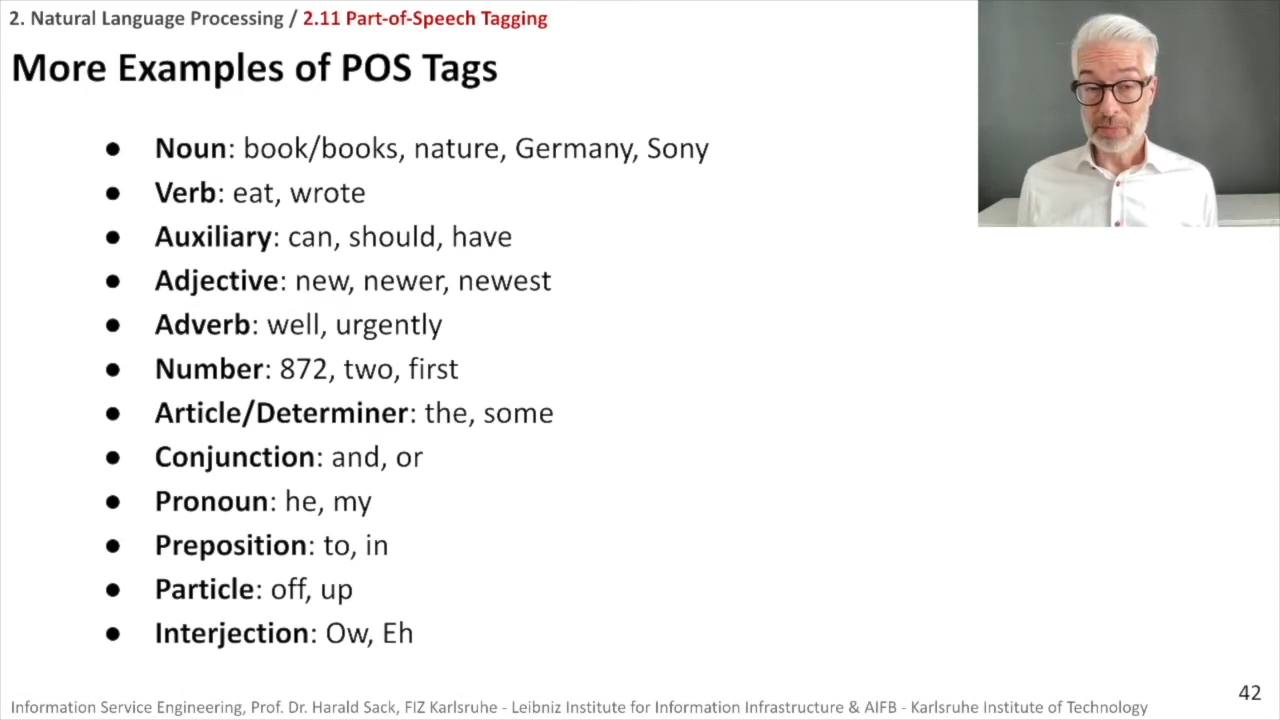 2. Natural Language Processing / 2.11 Part-of-Speech Tagging
More Examples of POS Tags
● Noun: book/books, nature, Germany, Sony
● Verb: eat, wrote
● Auxiliary: can, should, have
● Adjective: new, newer, newest
● Adverb: well, urgently
● Number: 872, two, first
● Article/Determiner: the, some
● Conjunction: and, or
● Pronoun: he, my
● Preposition: to, in
● Particle: off, up
● Interjection: Ow, Eh
42
Information Service Engineering, Prof. Dr. Harald Sack, FIZ Karlsruhe - Leibniz Institute for Information Infrastructure & AIFB - Karlsruhe Institute of Technology